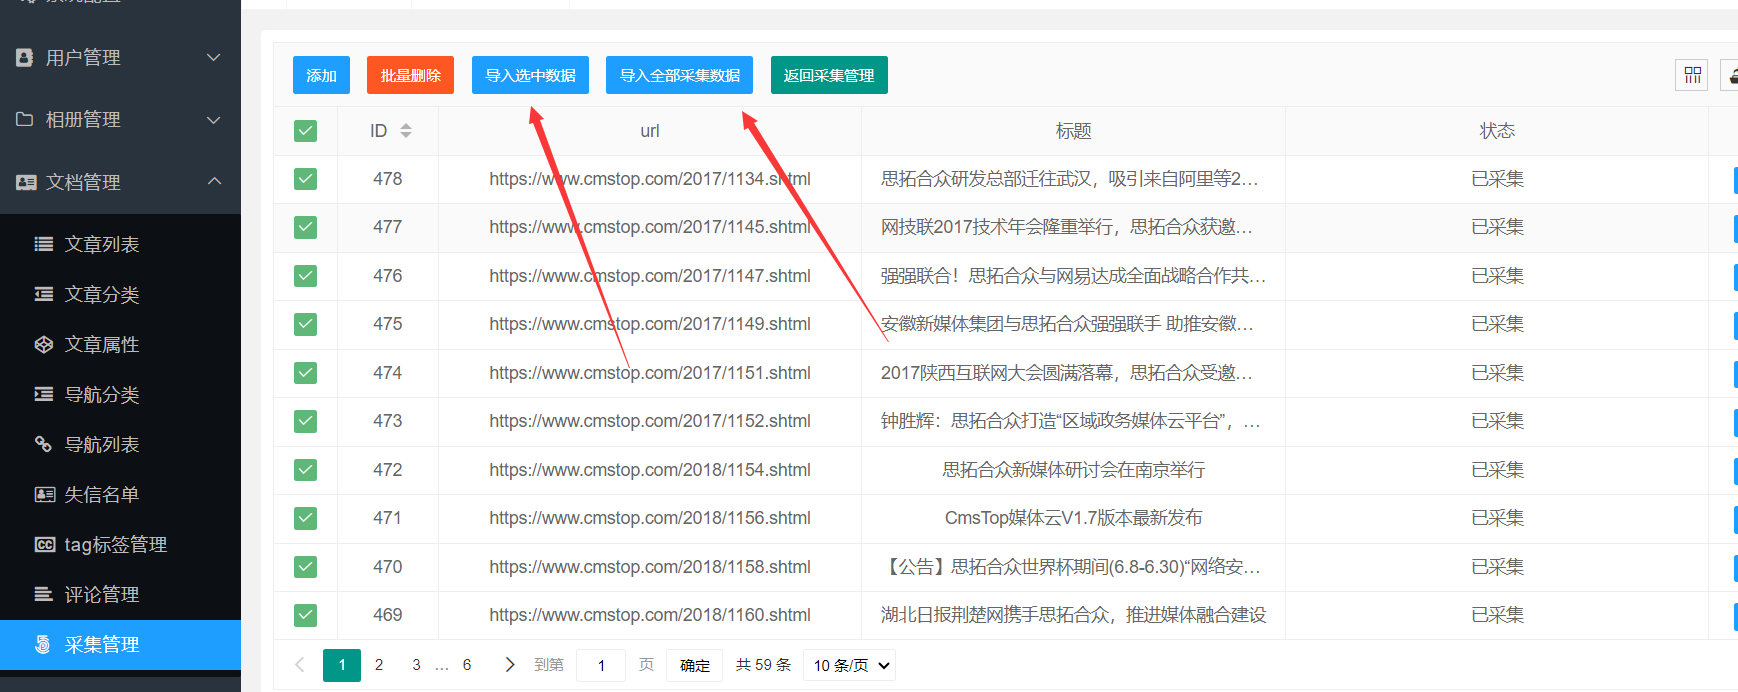 用户管理
相册管理
文档管理
文章列表
文章分类
文章属性
导航分类
导航列表
失信名单
tag标签管理
评论管理
采集管理
添加 批量删除 导入选中数据 导入全部采集数据 返回采集管理
ID url 标题 状态
478 https://www.cmstop.com/2017/1134.shtml 思拓合众研发总部迁往武汉，吸引来自阿里等2… 已采集
477 https://www.cmstop.com/2017/1145.shtml 网技联2017技术年会隆重举行，思拓合众获邀… 已采集
476 https://www.cmstop.com/2017/1147.shtml 强强联合！思拓合众与网易达成全面战略合作共… 已采集
475 https://www.cmstop.com/2017/1149.shtml 安徽新媒体集团与思拓合众强强联手 助推安徽… 已采集
474 https://www.cmstop.com/2017/1151.shtml 2017陕西互联网大会圆满落幕，思拓合众受邀… 已采集
473 https://www.cmstop.com/2017/1152.shtml 钟胜辉：思拓合众打造“区域政务媒体云平台”，… 已采集
472 https://www.cmstop.com/2018/1154.shtml 思拓合众新媒体研讨会在南京举行 已采集
471 https://www.cmstop.com/2018/1156.shtml CmsTop媒体云V1.7版本最新发布 已采集
470 https://www.cmstop.com/2018/1158.shtml 【公告】思拓合众世界杯期间(6.8-6.30)“网络安… 已采集
469 https://www.cmstop.com/2018/1160.shtml 湖北日报荆楚网携手思拓合众，推进媒体融合建设 已采集
1 2 3 … 6 到第 1 页 确定 共 59 条 10 条/页